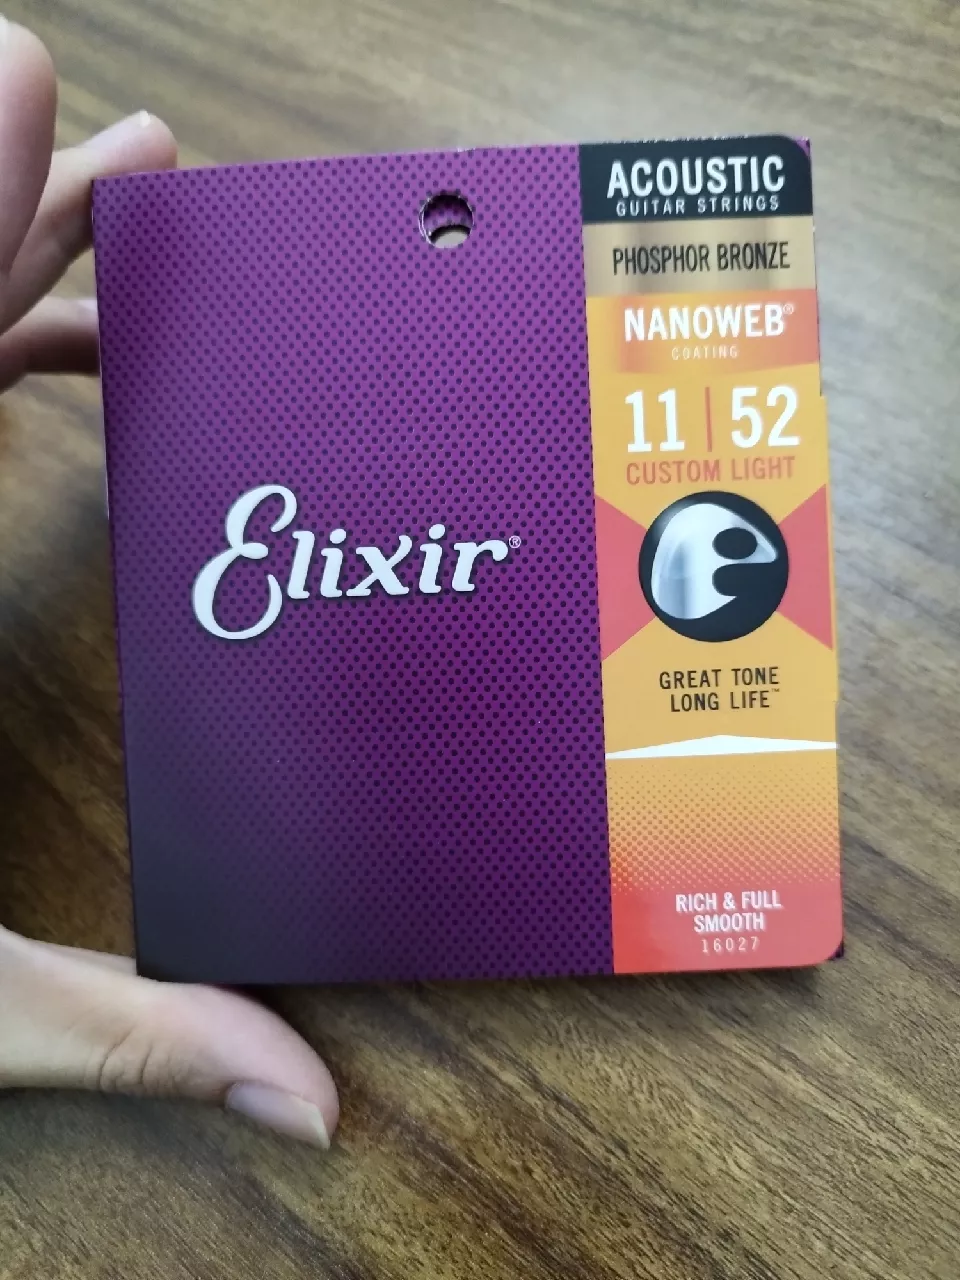 ACOUSTIC
GUITAR STRINGS
PHOSPHOR BRONZE
NANOWEB®
COATING
11 | 52
CUSTOM LIGHT
Elixir®
GREAT TONE
LONG LIFE™
RICH & FULL
SMOOTH
16027